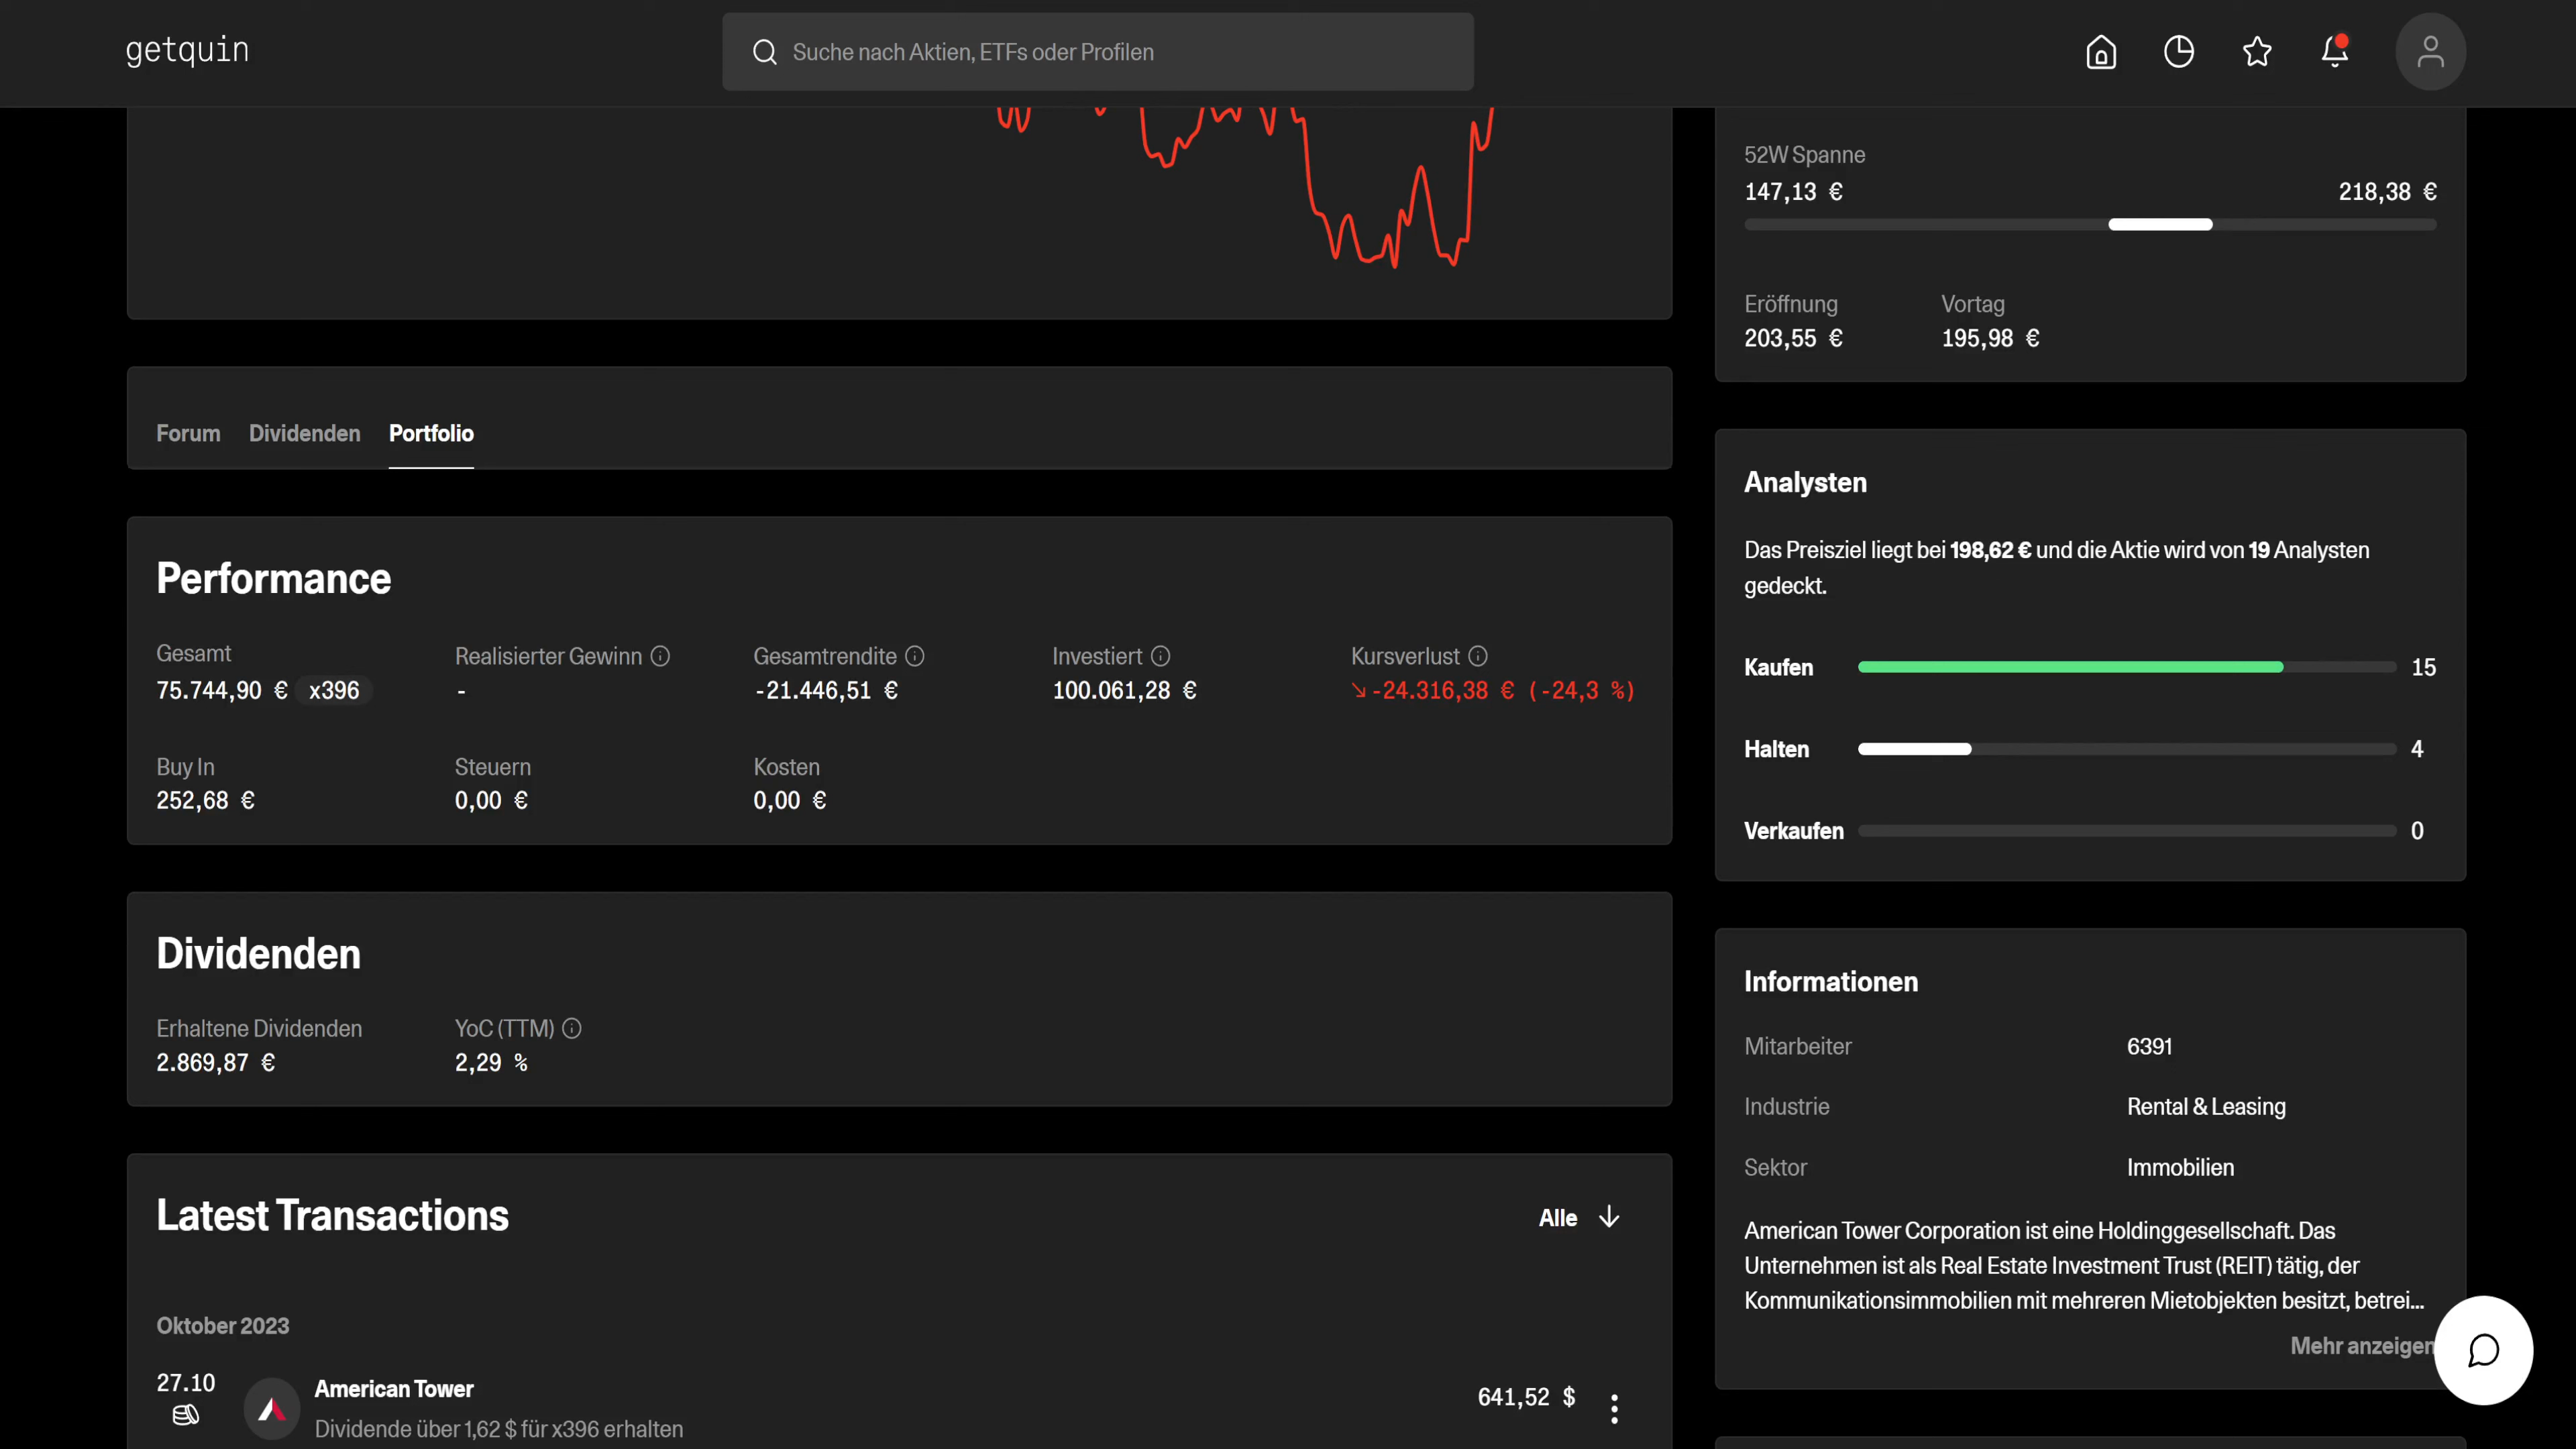 getquin
Suche nach Aktien, ETFs oder Profilen
52W Spanne
147,13 €
218,38 €
Eröffnung
Vortag
203,55 €
195,98 €
Forum
Dividenden
Portfolio
Performance
Gesamt
75.744,90 € x396
Realisierter Gewinn
-
Gesamtrendite
-21.446,51 €
Investiert
100.061,28 €
Kursverlust
-24.316,38 € (-24,3 %)
Buy In
252,68 €
Steuern
0,00 €
Kosten
0,00 €
Analysten
Das Preisziel liegt bei 198,62 € und die Aktie wird von 19 Analysten
gedeckt.
Kaufen
15
Halten
4
Verkaufen
0
Dividenden
Erhaltene Dividenden
2.869,87 €
YoC (TTM)
2,29 %
Informationen
Mitarbeiter
6391
Industrie
Rental & Leasing
Sektor
Immobilien
American Tower Corporation ist eine Holdinggesellschaft. Das
Unternehmen ist als Real Estate Investment Trust (REIT) tätig, der
Kommunikationsimmobilien mit mehreren Mietobjekten besitzt, betrei...
Mehr anzeigen
Latest Transactions
Alle
Oktober 2023
27.10
American Tower
Dividende über 1,62 $ für x396 erhalten
641,52 $